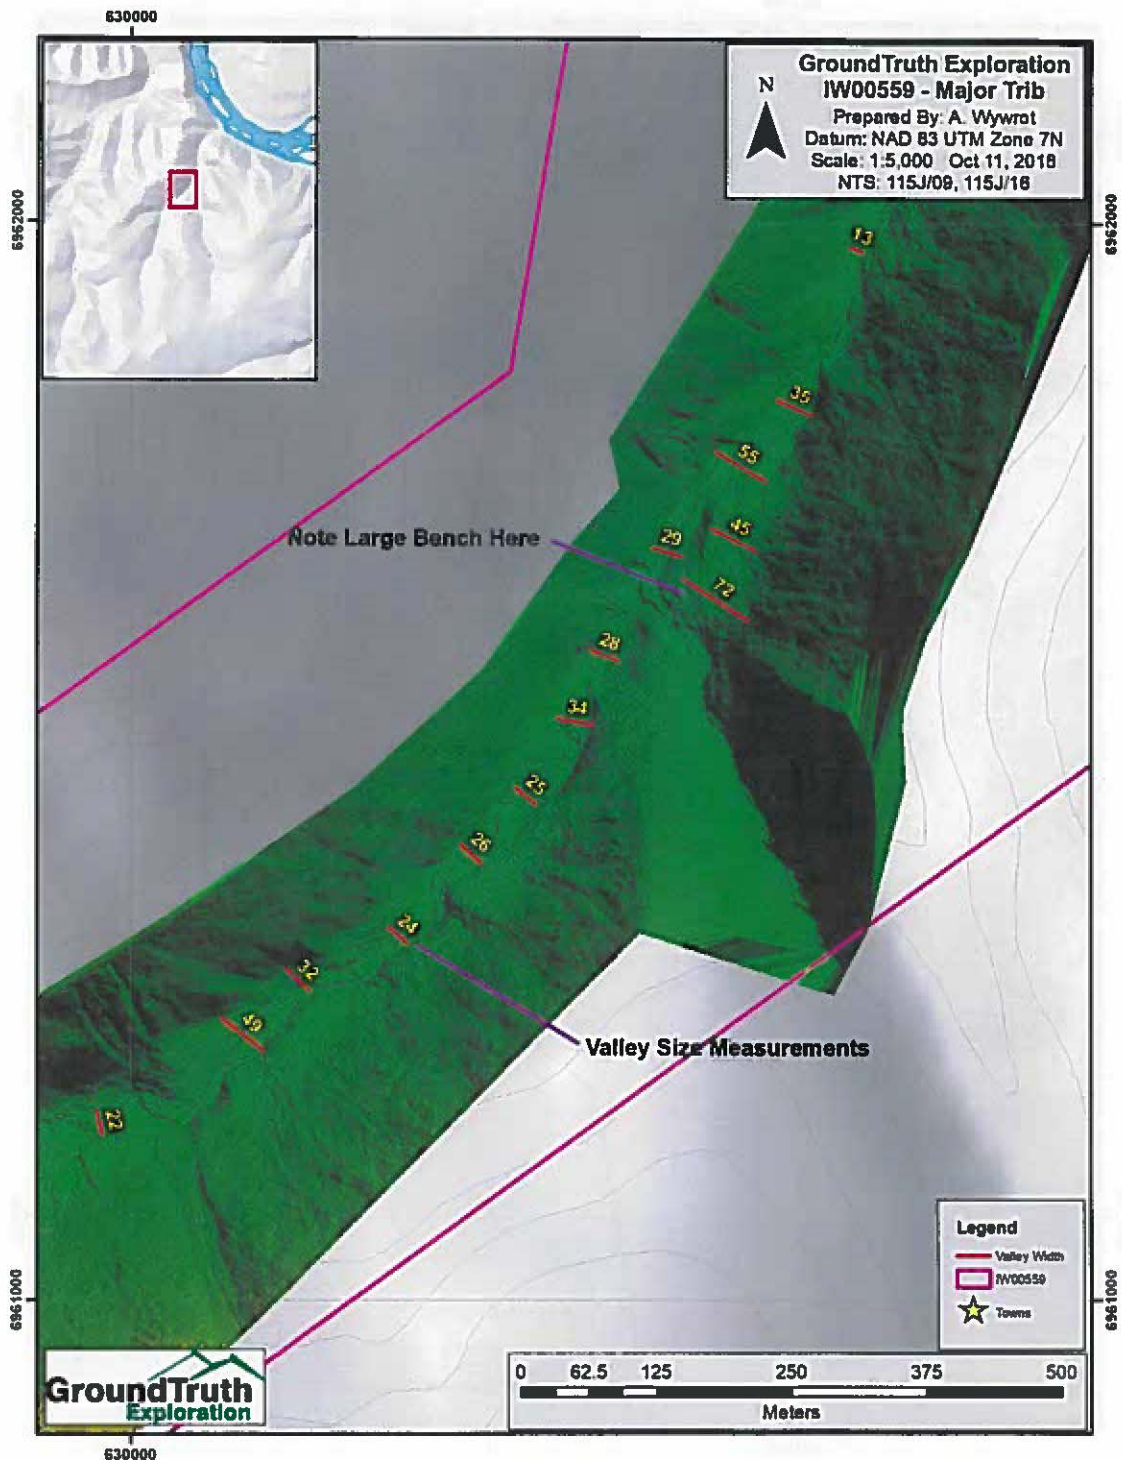 630000
GroundTruth Exploration
IW00559 - Major Trib
Prepared By: A. Wywrot
Datum: NAD 83 UTM Zone 7N
Scale: 1:5,000 Oct 11, 2018
NTS: 115J/09, 115J/16
N
6962000
6962000
13
35
55
45
29
Note Large Bench Here
72
28
34
25
26
24
32
49
Valley Size Measurements
22
Legend
Valley Width
IW00559
Towns
6961000
6961000
GroundTruth
Exploration
0 62.5 125 250 375 500
Meters
630000